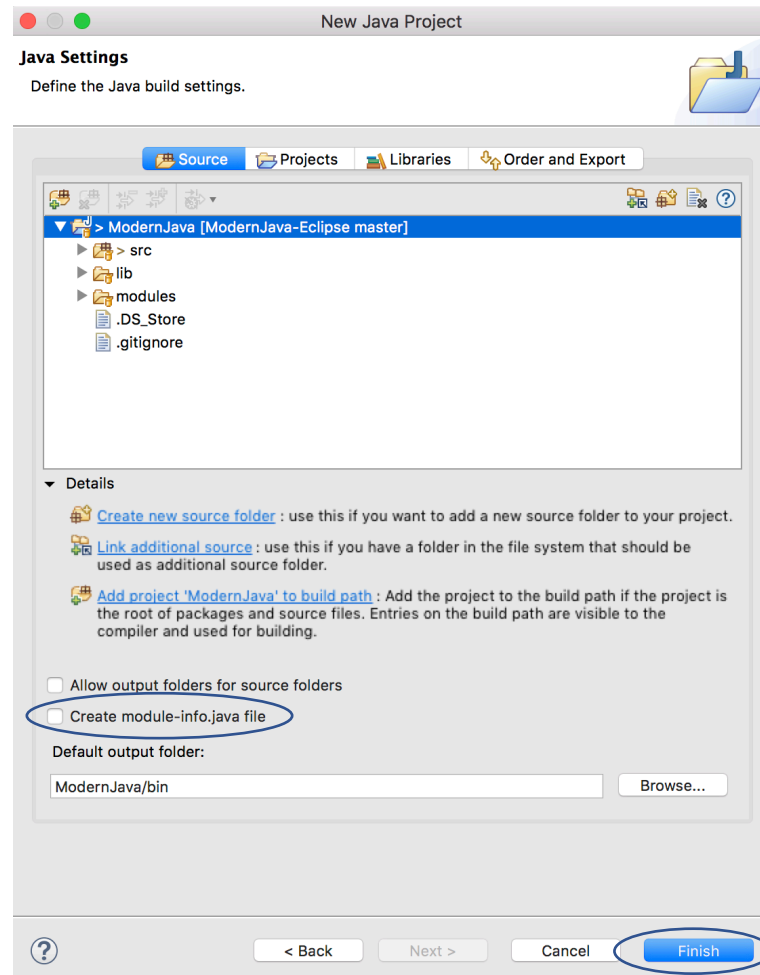 New Java Project
Java Settings
Define the Java build settings.
Source Projects Libraries Order and Export
> ModernJava [ModernJava-Eclipse master]
> src
lib
modules
.DS_Store
.gitignore
Details
Create new source folder : use this if you want to add a new source folder to your project.
Link additional source : use this if you have a folder in the file system that should be
used as additional source folder.
Add project 'ModernJava' to build path : Add the project to the build path if the project is
the root of packages and source files. Entries on the build path are visible to the
compiler and used for building.
Allow output folders for source folders
Create module-info.java file
Default output folder:
ModernJava/bin Browse...
? < Back Next > Cancel Finish